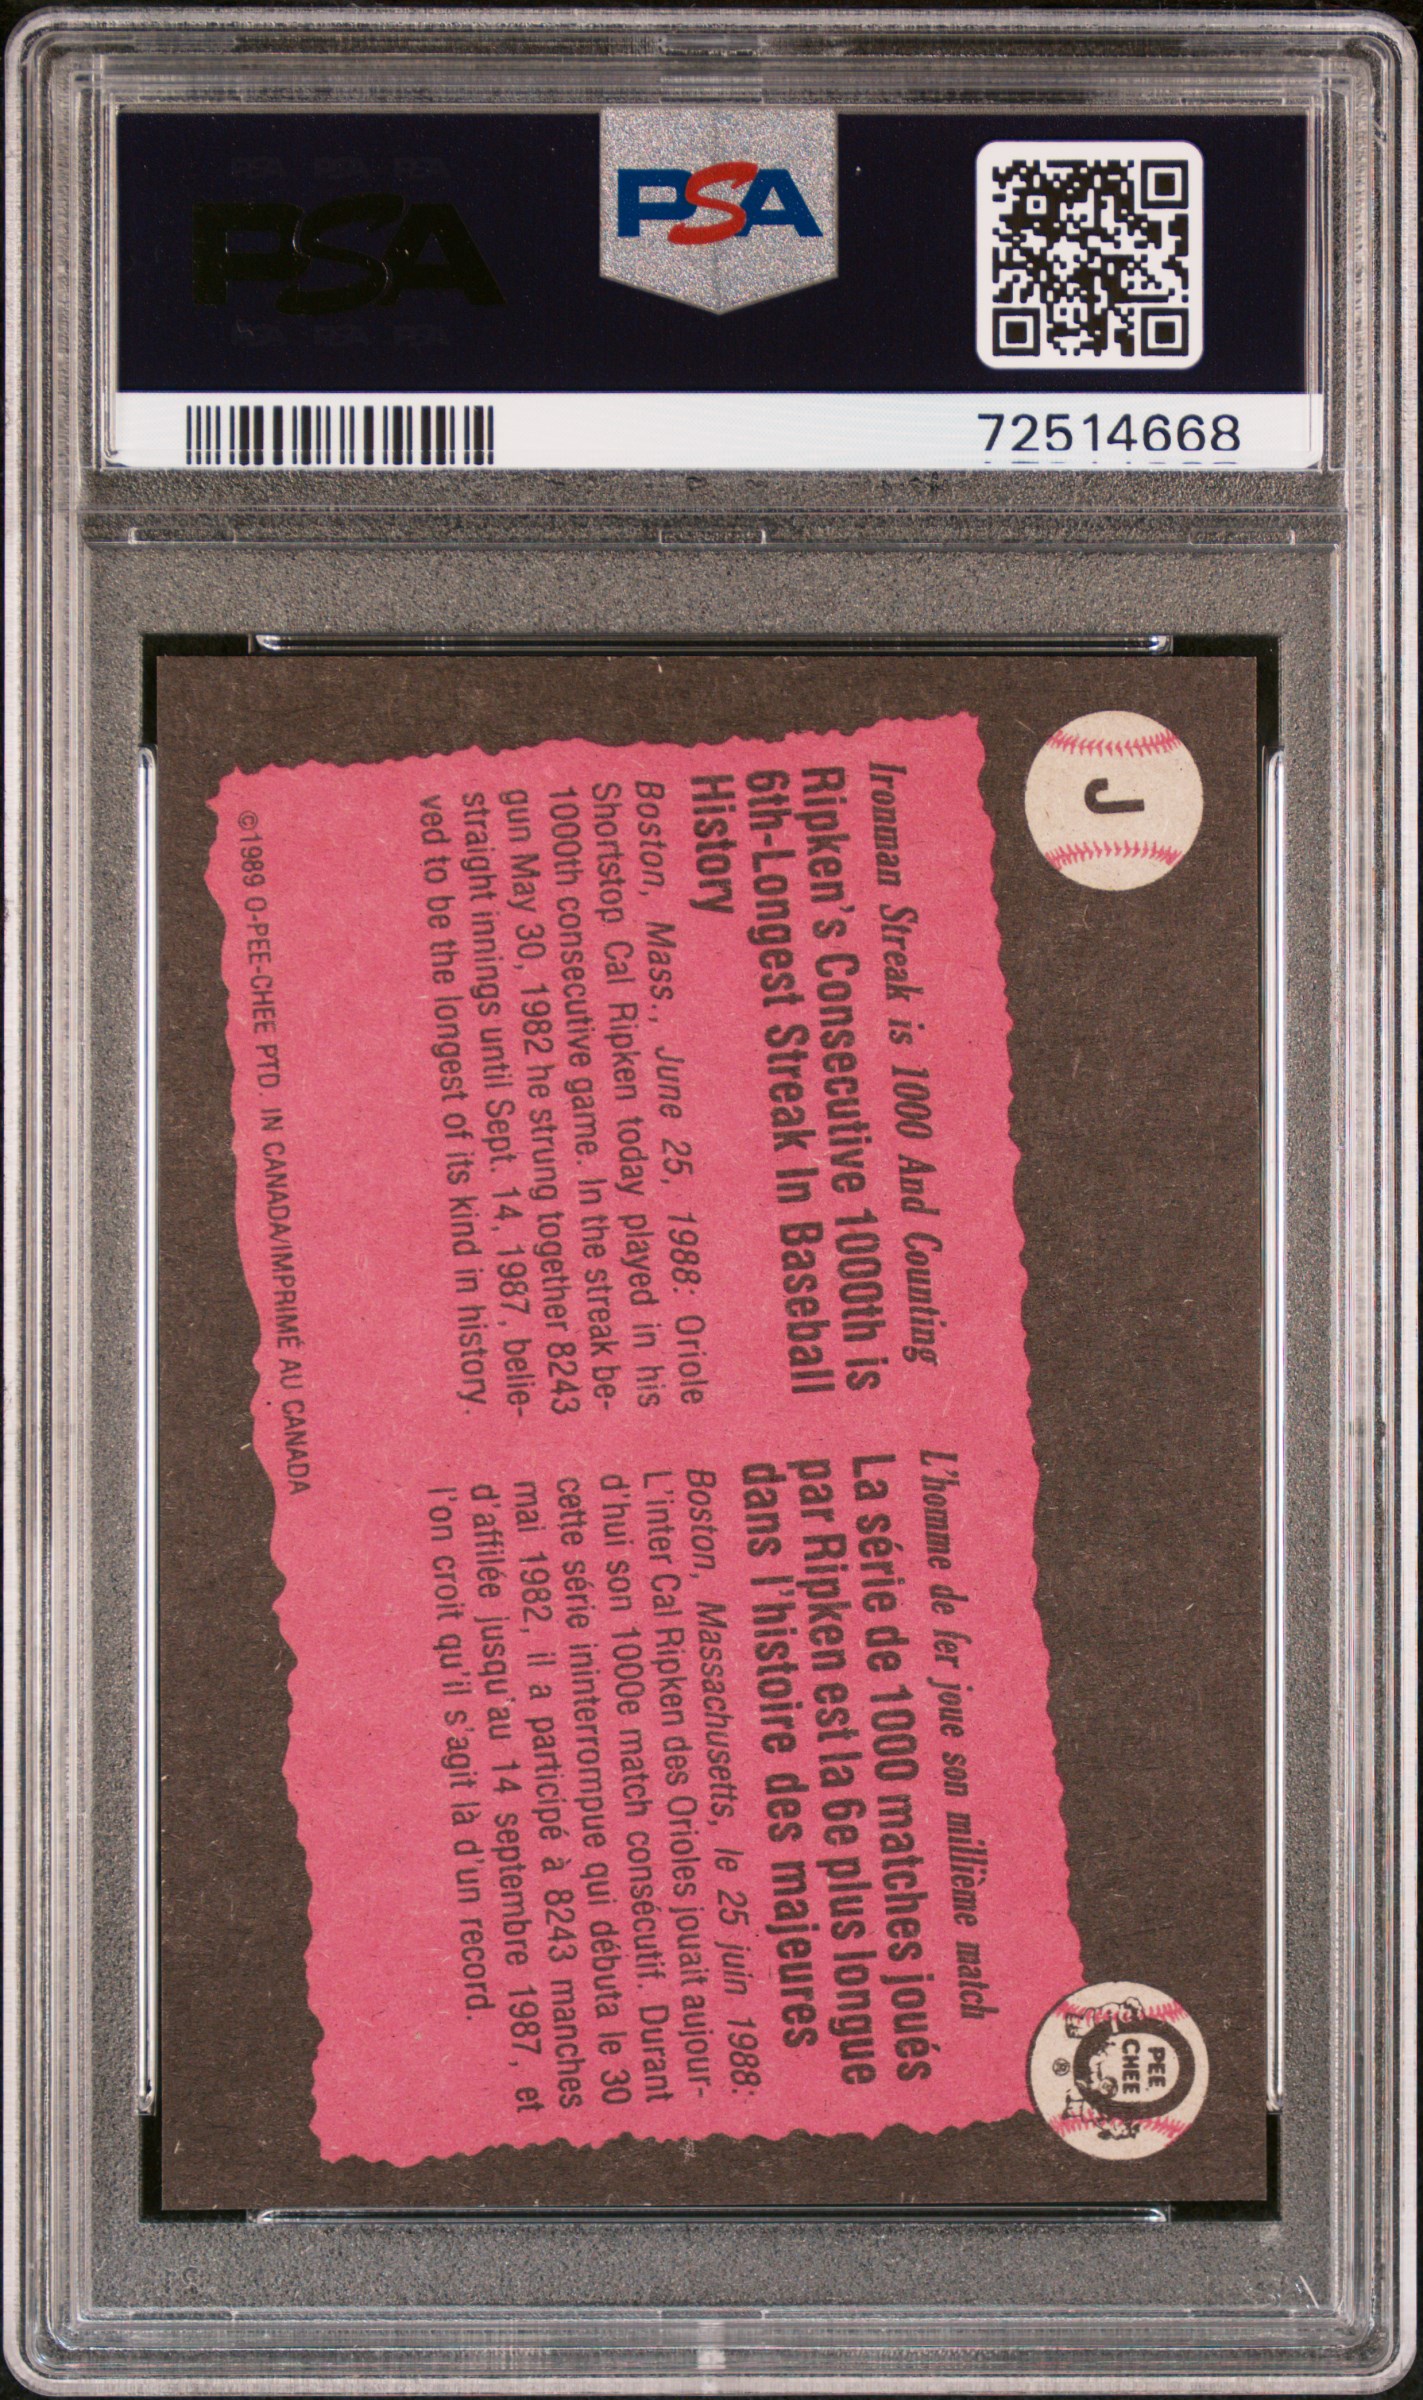 PSA
PSA
72514668
J
Ironman Streak is 1000 And Counting
Ripken's Consecutive 1000th is
6th-Longest Streak In Baseball
History
Boston, Mass., June 25, 1988: Oriole
Shortstop Cal Ripken today played in his
1000th consecutive game. In the streak be-
gun May 30, 1982 he strung together 8243
straight innings until Sept. 14, 1987, belie-
ved to be the longest of its kind in history.
L'homme de fer joue son millième match
La série de 1000 matches joués
par Ripken est la 6e plus longue
dans l'histoire des majeures
Boston, Massachusetts, le 25 juin 1988:
L'inter Cal Ripken des Orioles jouait aujour-
d'hui son 1000e match consécutif. Durant
cette série ininterrompue qui débuta le 30
mai 1982, il a participé à 8243 manches
d'affilée jusqu'au 14 septembre 1987, et
l'on croit qu'il s'agit là d'un record.
©1989 O-PEE-CHEE PTD. IN CANADA/IMPRIMÉ AU CANADA
O
PEE
CHEE
®